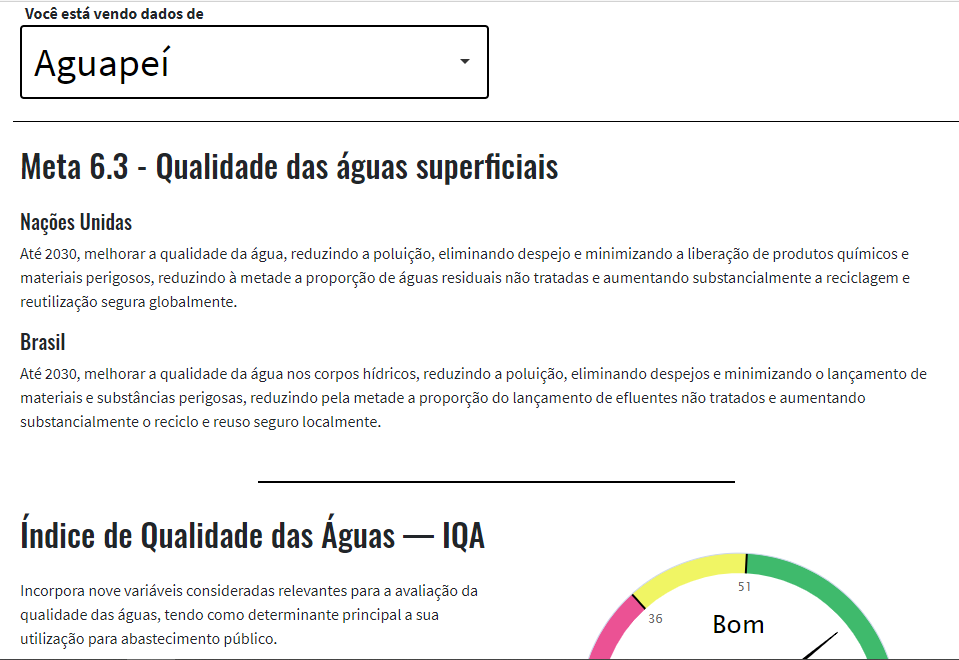 Você está vendo dados de
Aguapeí
Meta 6.3 - Qualidade das águas superficiais
Nações Unidas
Até 2030, melhorar a qualidade da água, reduzindo a poluição, eliminando despejo e minimizando a liberação de produtos químicos e
materiais perigosos, reduzindo à metade a proporção de águas residuais não tratadas e aumentando substancialmente a reciclagem e
reutilização segura globalmente.
Brasil
Até 2030, melhorar a qualidade da água nos corpos hídricos, reduzindo a poluição, eliminando despejos e minimizando o lançamento de
materiais e substâncias perigosas, reduzindo pela metade a proporção do lançamento de efluentes não tratados e aumentando
substancialmente o reciclo e reuso seguro localmente.
Índice de Qualidade das Águas — IQA
Incorpora nove variáveis consideradas relevantes para a avaliação da
qualidade das águas, tendo como determinante principal a sua
utilização para abastecimento público.
51
36
Bom